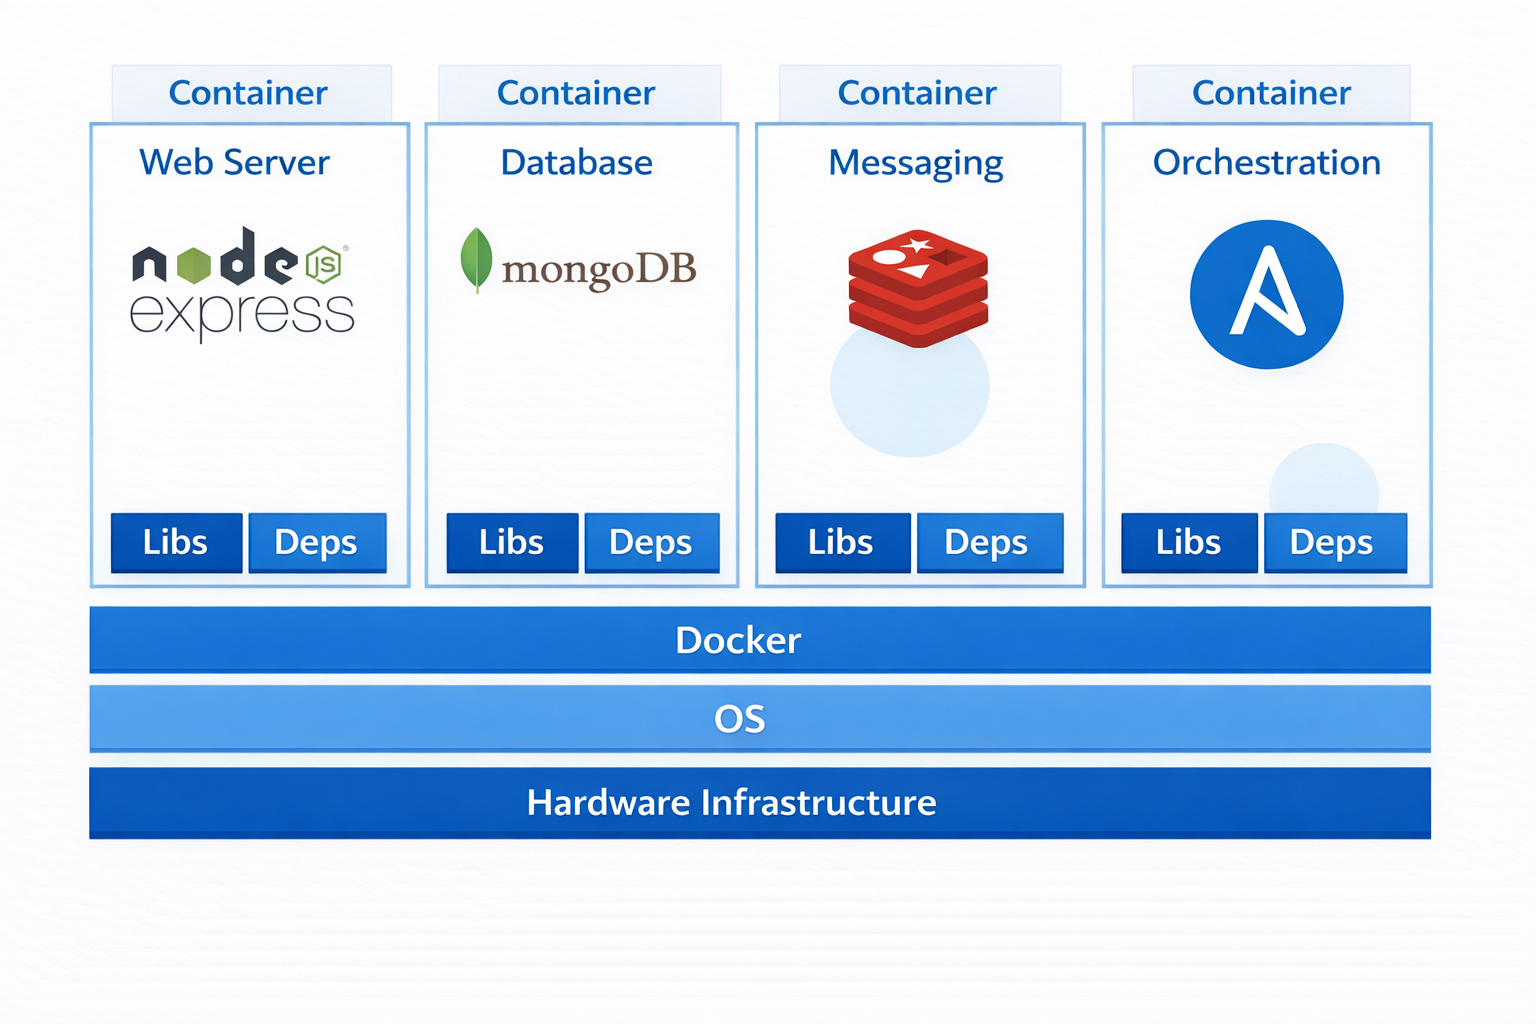 Container
Container
Container
Container
Web Server
Database
Messaging
Orchestration
node JS®
express
mongoDB
A
Libs
Deps
Libs
Deps
Libs
Deps
Libs
Deps
Docker
OS
Hardware Infrastructure